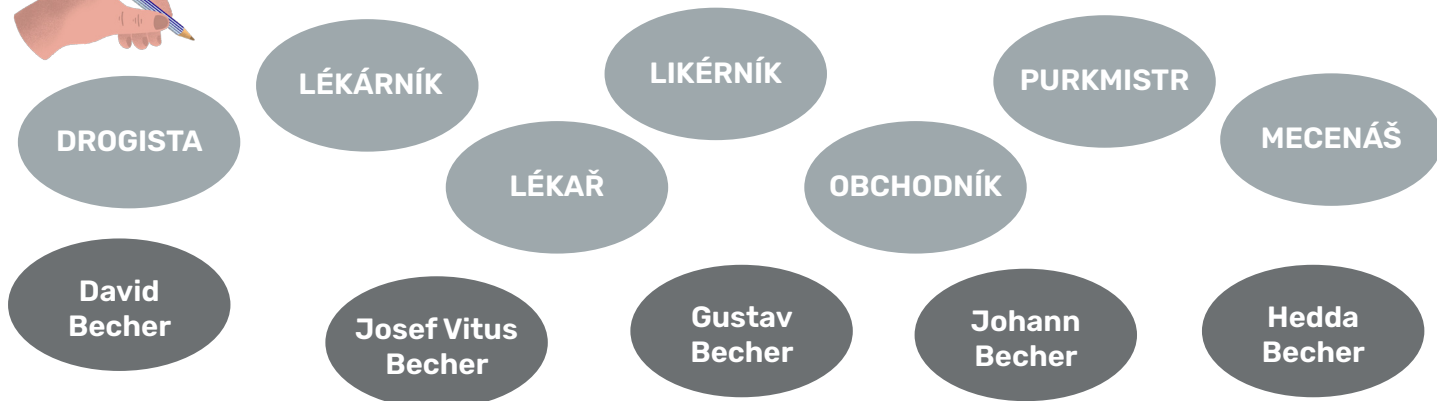 LÉKÁRNÍK
LIKÉRNÍK
PURKMISTR
DROGISTA
MECENÁŠ
LÉKAŘ
OBCHODNÍK
David
Becher
Josef Vitus
Becher
Gustav
Becher
Johann
Becher
Hedda
Becher